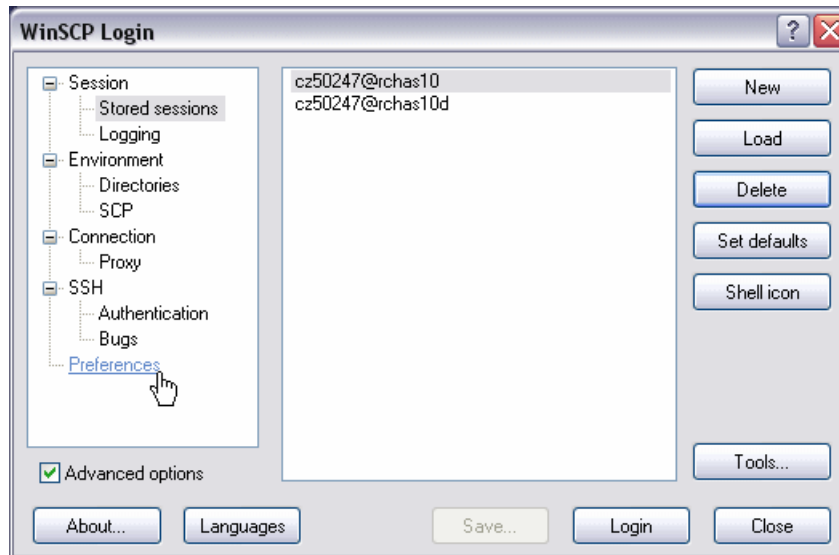 WinSCP Login
Session
Stored sessions
Logging
Environment
Directories
SCP
Connection
Proxy
SSH
Authentication
Bugs
Preferences
Advanced options
cz50247@rchas10
cz50247@rchas10d
New
Load
Delete
Set defaults
Shell icon
Tools...
About...
Languages
Save...
Login
Close